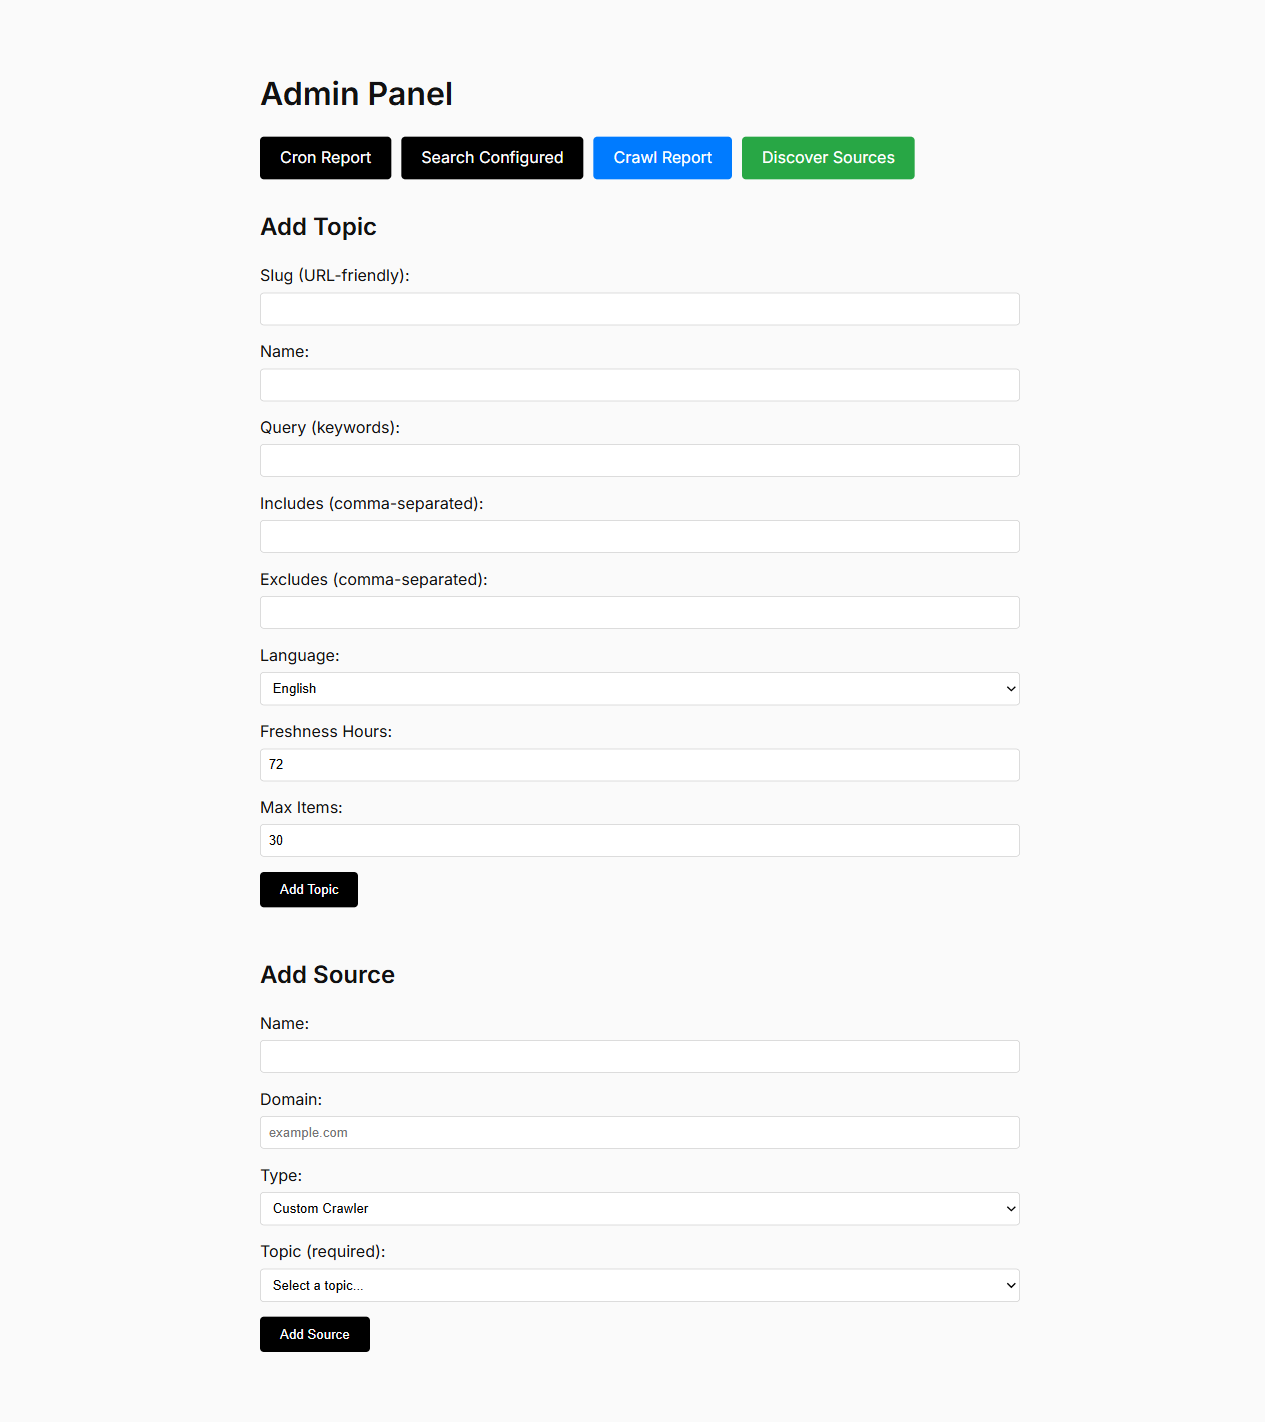 Admin Panel
Cron Report Search Configured Crawl Report Discover Sources
Add Topic
Slug (URL-friendly):
Name:
Query (keywords):
Includes (comma-separated):
Excludes (comma-separated):
Language:
English
Freshness Hours:
72
Max Items:
30
Add Topic
Add Source
Name:
Domain:
example.com
Type:
Custom Crawler
Topic (required):
Select a topic...
Add Source